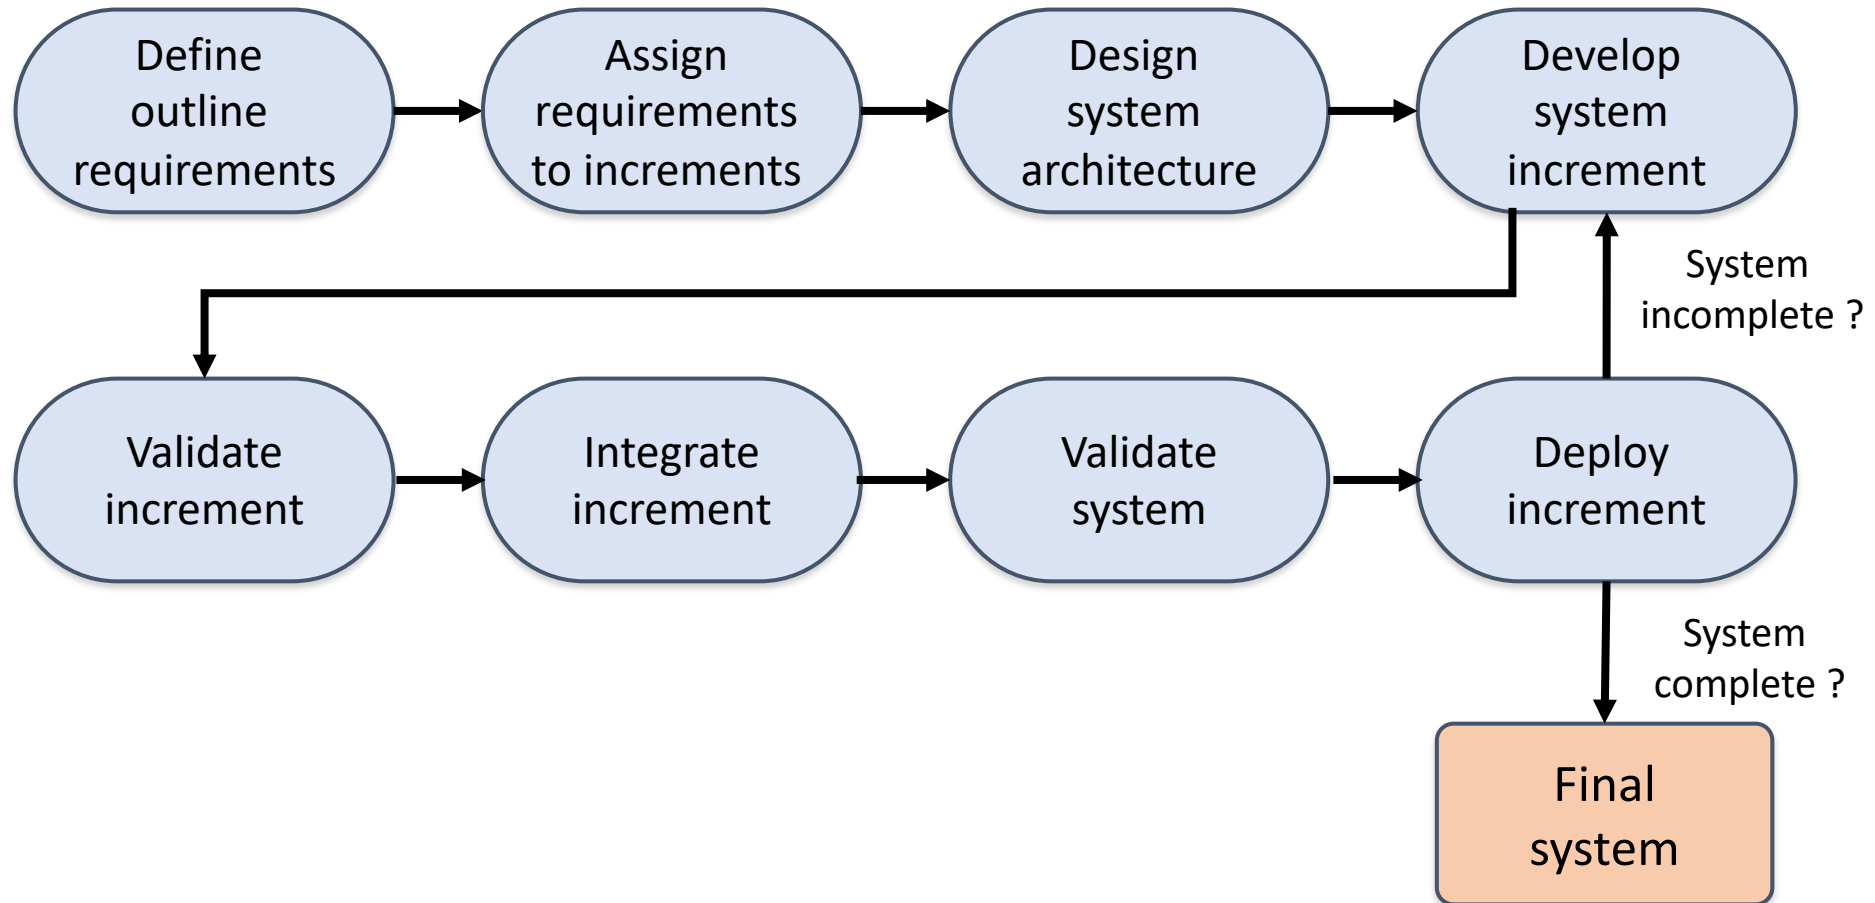 Define
outline
requirements
Assign
requirements
to increments
Design
system
architecture
Develop
system
increment
System
incomplete ?
Validate
increment
Integrate
increment
Validate
system
Deploy
increment
System
complete ?
Final
system